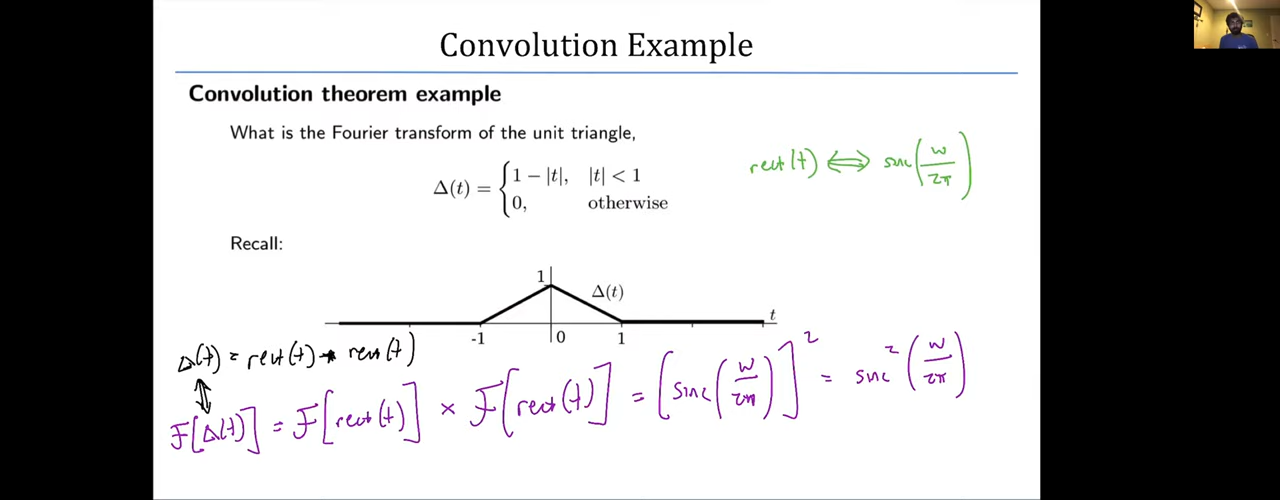 Convolution Example
Convolution theorem example
What is the Fourier transform of the unit triangle,
Δ(t) = { 1 − |t|, |t| < 1
0, otherwise
rect(t) ⟺ sinc(w/2π)
Recall:
1
Δ(t)
t
-1 0 1
Δ(t) = rect(t) * rect(t)
F[Δ(t)] = F[rect(t)] × F[rect(t)] = [sinc(w/2π)]² = sinc²(w/2π)